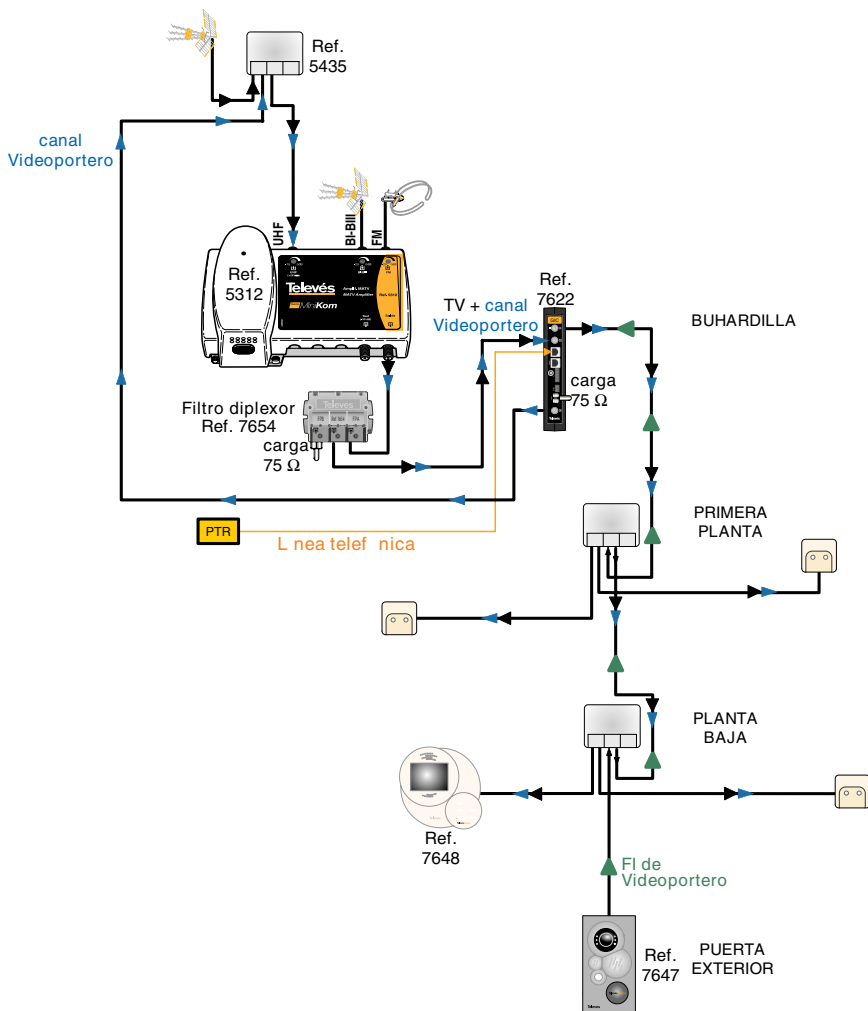 Ref.
5435
canal
Videoportero
UHF
BI-BIII
FM
Ref.
5312
Televés
MiniKom
TV + canal
Videoportero
Ref.
7622
BUHARDILLA
carga
75 Ω
Filtro diplexor
Ref. 7654
Televés
carga
75 Ω
PTR
L nea telef nica
PRIMERA
PLANTA
PLANTA
BAJA
Ref.
7648
FI de
Videoportero
Ref.
7647
PUERTA
EXTERIOR